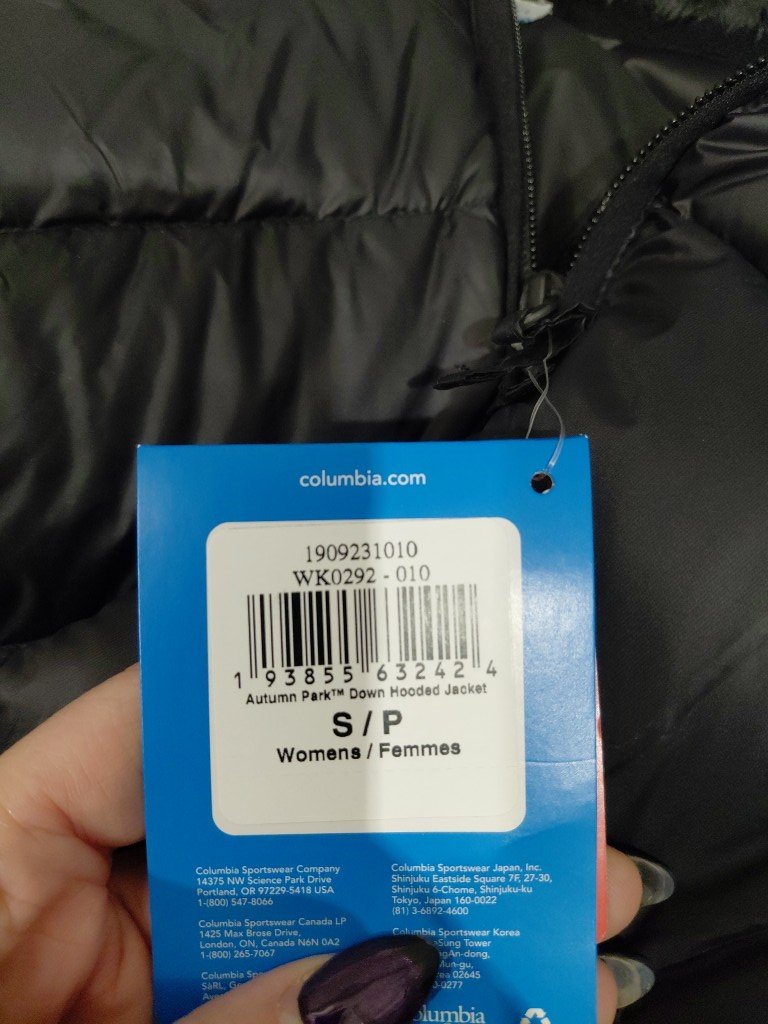 columbia.com
1909231010
WK0292 - 010
1 93855 63242 4
Autumn Park™ Down Hooded Jacket
S / P
Womens / Femmes
Columbia Sportswear Company
14375 NW Science Park Drive
Portland, OR 97229-5418 USA
1-(800) 547-8066
Columbia Sportswear Canada LP
1425 Max Brose Drive,
London, ON, Canada N6N 0A2
1-(800) 265-7067
Columbia
Columbia Sportswear Japan, Inc.
Shinjuku Eastside Square 7F, 27-30,
Shinjuku 6-Chome, Shinjuku-ku
Tokyo, Japan 160-0022
(81) 3-6892-4600
Columbia Sportswear Korea
Tower
02645
Columbia